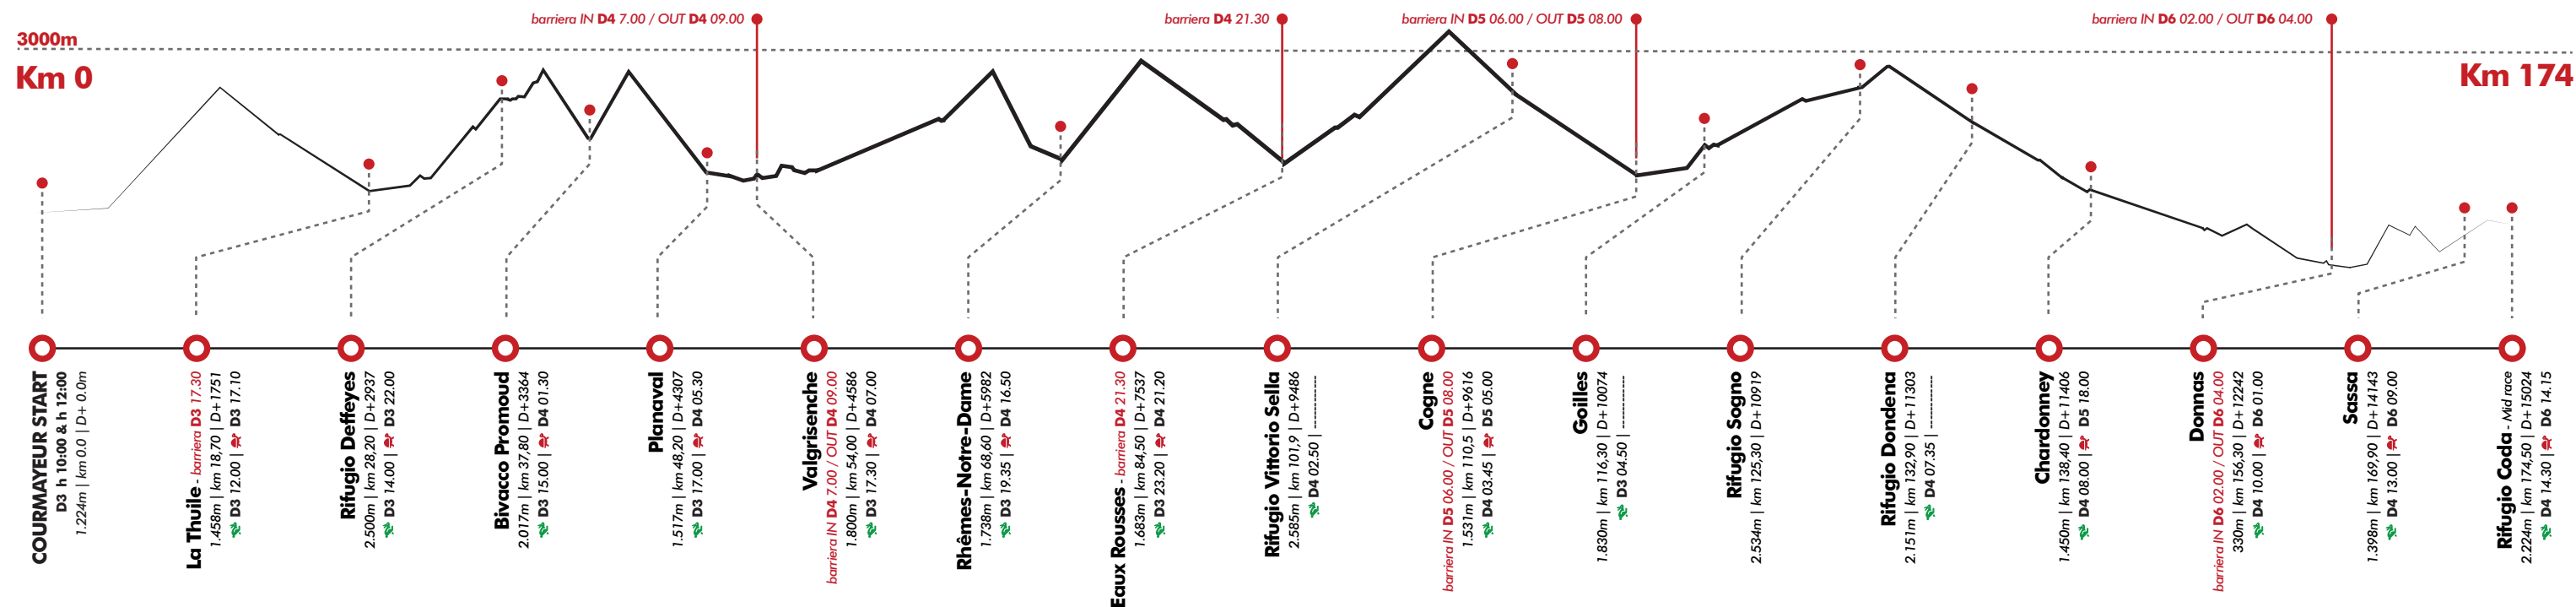 barriera IN D4 7.00 / OUT D4 09.00
barriera D4 21.30
barriera IN D5 06.00 / OUT D5 08.00
barriera IN D6 02.00 / OUT D6 04.00
3000m
Km 0
Km 174
COURMAYEUR START
D3 h 10:00 & h 12:00
1.224m | km 0.0 | D+ 0.0m
La Thuile - barriera D3 17.30
1.458m | km 18,70 | D+1751
D3 12.00 | D3 17.10
Rifugio Deffeyes
2.500m | km 28,20 | D+2937
D3 14.00 | D3 22.00
Bivacco Promoud
2.017m | km 37,80 | D+3364
D3 15.00 | D4 01.30
Planaval
1.517m | km 48,20 | D+4307
D3 17.00 | D4 05.30
Valgrisenche
barriera IN D4 7.00 / OUT D4 09.00
1.800m | km 54,00 | D+4586
D3 17.30 | D4 07.00
Rhêmes-Notre-Dame
1.738m | km 68,60 | D+5982
D3 19.35 | D4 16.50
Eaux Rousses - barriera D4 21.30
1.683m | km 84,50 | D+7537
D3 23.20 | D4 21.20
Rifugio Vittorio Sella
2.585m | km 101,9 | D+9486
D4 02.50 | -----------
Cogne
barriera IN D5 06.00 / OUT D5 08.00
1.531m | km 110,5 | D+9616
D4 03.45 | D5 05.00
Goilles
1.830m | km 116,30 | D+10074
D3 04.50 | -----------
Rifugio Sogno
2.534m | km 125,30 | D+10919
Rifugio Dondena
2.151m | km 132,90 | D+11303
D4 07.35 | -----------
Chardonney
1.450m | km 138,40 | D+11406
D4 08.00 | D5 18.00
Donnas
barriera IN D6 02.00 / OUT D6 04.00
330m | km 156,30 | D+12242
D4 10.00 | D6 01.00
Sassa
1.398m | km 169,90 | D+14143
D4 13.00 | D6 09.00
Rifugio Coda - Mid race
2.224m | km 174,50 | D+15024
D4 14.30 | D6 14.15